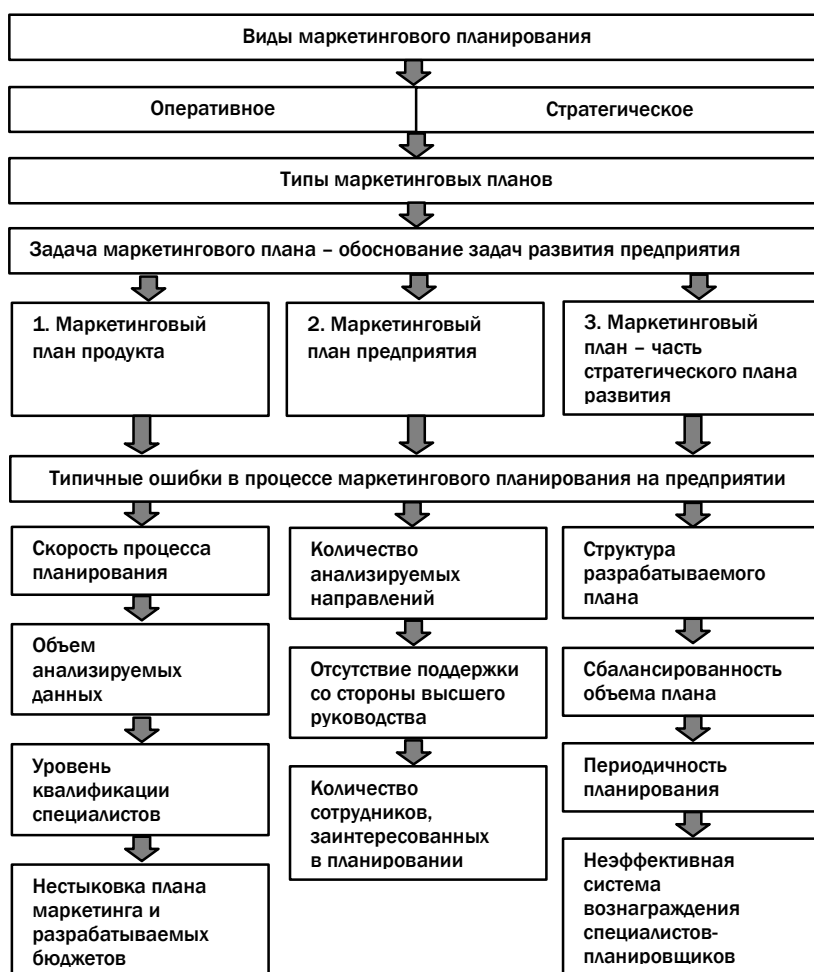 Виды маркетингового планирования
Оперативное
Стратегическое
Типы маркетинговых планов
Задача маркетингового плана – обоснование задач развития предприятия
1. Маркетинговый
план продукта
2. Маркетинговый
план предприятия
3. Маркетинговый
план – часть
стратегического плана
развития
Типичные ошибки в процессе маркетингового планирования на предприятии
Скорость процесса
планирования
Объем
анализируемых
данных
Уровень
квалификации
специалистов
Нестыковка плана
маркетинга и
разрабатываемых
бюджетов
Количество
анализируемых
направлений
Отсутствие поддержки
со стороны высшего
руководства
Количество
сотрудников,
заинтересованных
в планировании
Структура
разрабатываемого
плана
Сбалансированность
объема плана
Периодичность
планирования
Неэффективная
система
вознаграждения
специалистов-
планировщиков